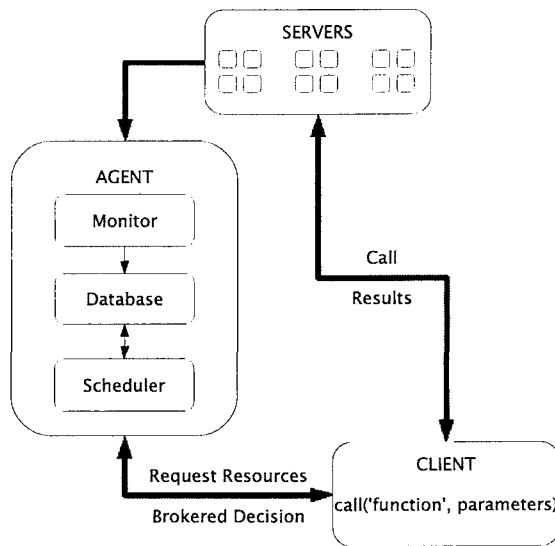 SERVERS
AGENT
Monitor
Database
Scheduler
Call
Results
Request Resources
Brokered Decision
CLIENT
call('function', parameters)